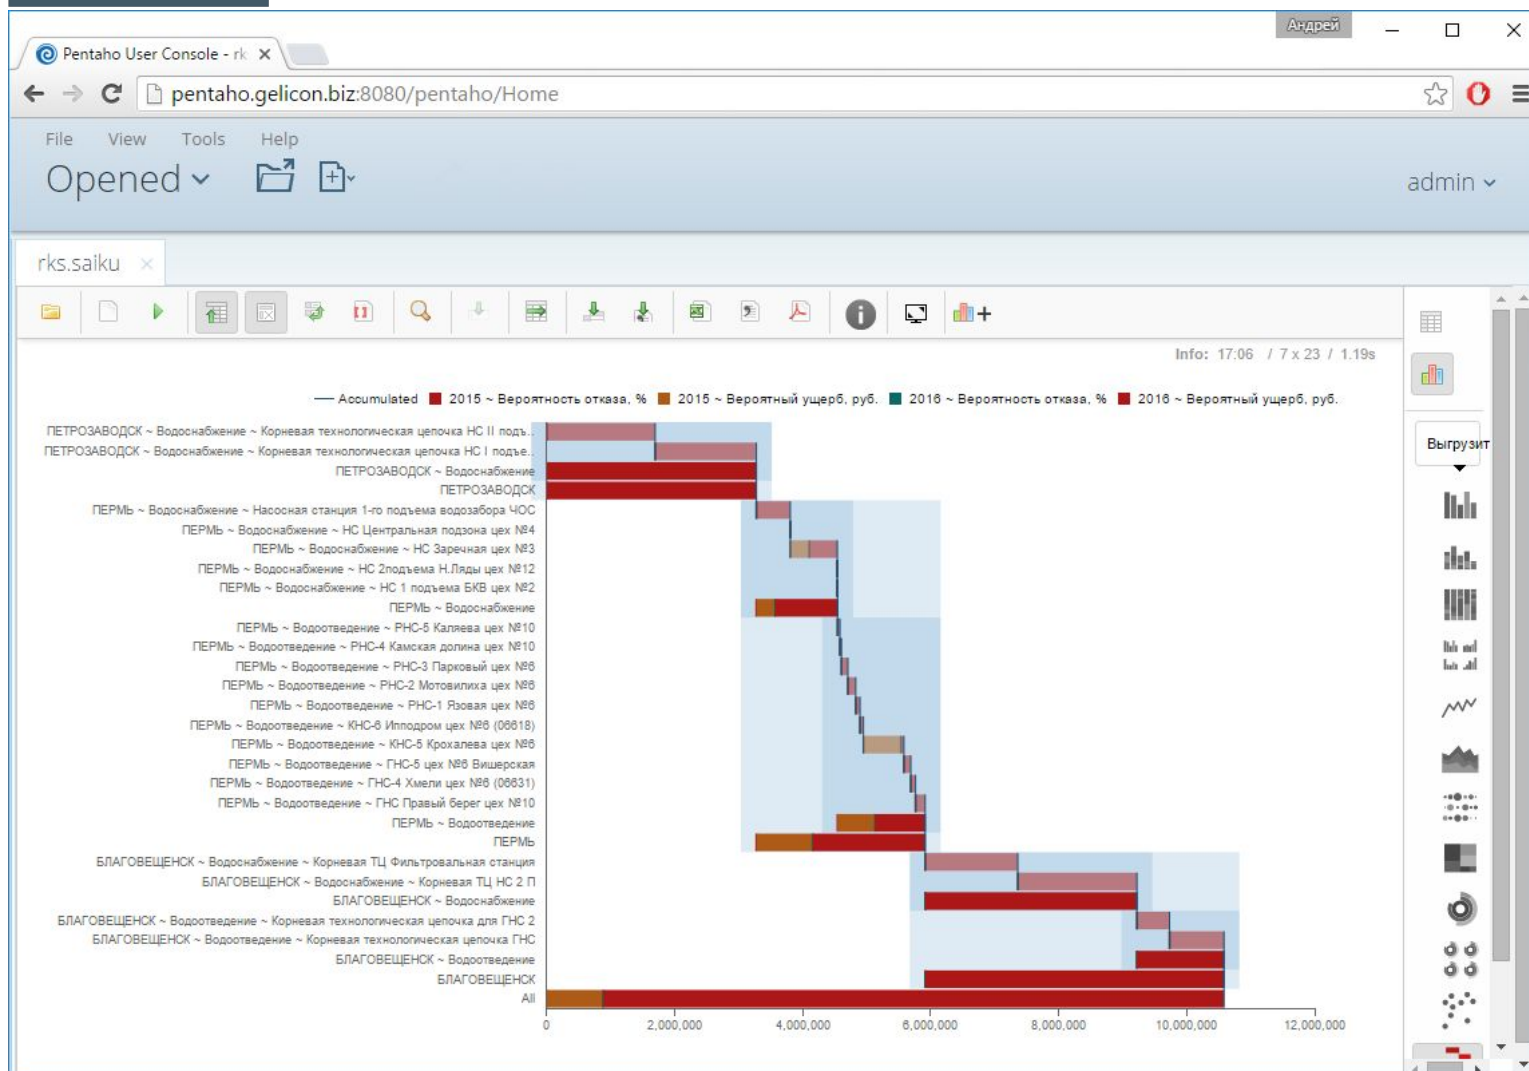 Андрей
Pentaho User Console - rk
pentaho.gelicon.biz:8080/pentaho/Home
File View Tools Help
Opened
admin
rks.saiku
Info: 17:06 / 7 x 23 / 1.19s
Accumulated 2015 ~ Вероятность отказа, % 2015 ~ Вероятный ущерб, руб. 2016 ~ Вероятность отказа, % 2016 ~ Вероятный ущерб, руб.
Выгрузит
ПЕТРОЗАВОДСК ~ Водоснабжение ~ Корневая технологическая цепочка НС II подъ..
ПЕТРОЗАВОДСК ~ Водоснабжение ~ Корневая технологическая цепочка НС I подъе..
ПЕТРОЗАВОДСК ~ Водоснабжение
ПЕТРОЗАВОДСК
ПЕРМЬ ~ Водоснабжение ~ Насосная станция 1-го подъема водозабора ЧОС
ПЕРМЬ ~ Водоснабжение ~ НС Центральная подзона цех №4
ПЕРМЬ ~ Водоснабжение ~ НС Заречная цех №3
ПЕРМЬ ~ Водоснабжение ~ НС 2подъема Н.Ляды цех №12
ПЕРМЬ ~ Водоснабжение ~ НС 1 подъема БКВ цех №2
ПЕРМЬ ~ Водоснабжение
ПЕРМЬ ~ Водоотведение ~ РНС-5 Каляева цех №10
ПЕРМЬ ~ Водоотведение ~ РНС-4 Камская долина цех №10
ПЕРМЬ ~ Водоотведение ~ РНС-3 Парковый цех №6
ПЕРМЬ ~ Водоотведение ~ РНС-2 Мотовилиха цех №6
ПЕРМЬ ~ Водоотведение ~ РНС-1 Язовая цех №6
ПЕРМЬ ~ Водоотведение ~ КНС-6 Ипподром цех №6 (06618)
ПЕРМЬ ~ Водоотведение ~ КНС-5 Крохалева цех №6
ПЕРМЬ ~ Водоотведение ~ ГНС-5 цех №6 Вишерская
ПЕРМЬ ~ Водоотведение ~ ГНС-4 Хмели цех №6 (06631)
ПЕРМЬ ~ Водоотведение ~ ГНС Правый берег цех №10
ПЕРМЬ ~ Водоотведение
ПЕРМЬ
БЛАГОВЕЩЕНСК ~ Водоснабжение ~ Корневая ТЦ Фильтровальная станция
БЛАГОВЕЩЕНСК ~ Водоснабжение ~ Корневая ТЦ НС 2 П
БЛАГОВЕЩЕНСК ~ Водоснабжение
БЛАГОВЕЩЕНСК ~ Водоотведение ~ Корневая технологическая цепочка для ГНС 2
БЛАГОВЕЩЕНСК ~ Водоотведение ~ Корневая технологическая цепочка ГНС
БЛАГОВЕЩЕНСК ~ Водоотведение
БЛАГОВЕЩЕНСК
All
0 2,000,000 4,000,000 6,000,000 8,000,000 10,000,000 12,000,000